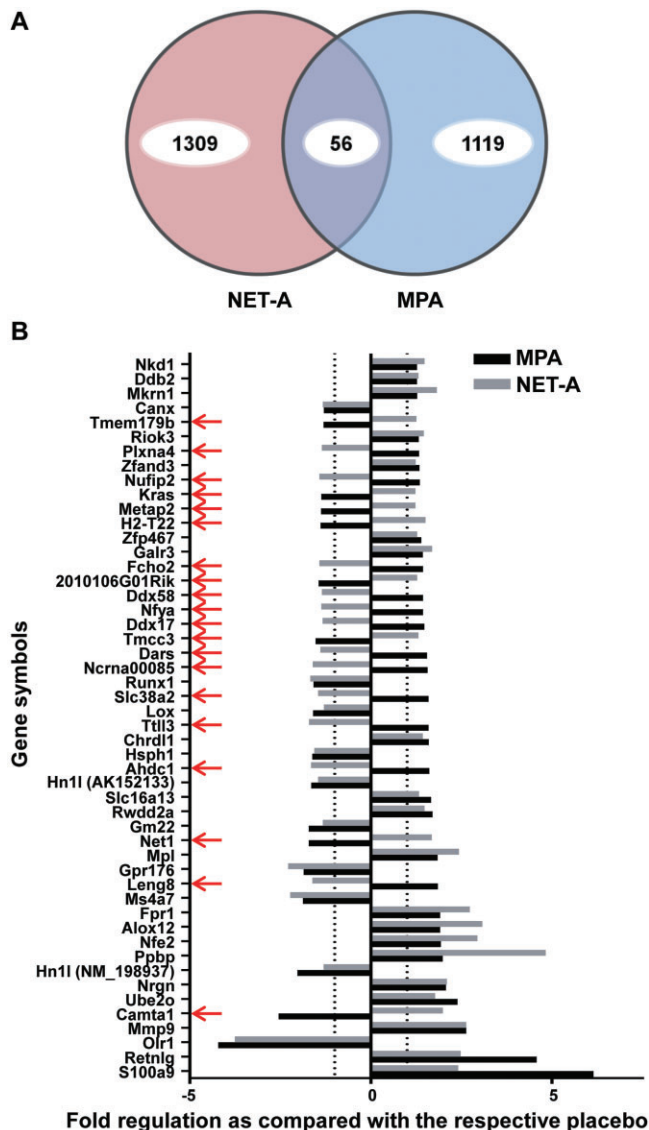 A
1309
56
1119
NET-A
MPA
B
MPA
NET-A
Gene symbols
Nkd1
Ddb2
Mkrn1
Canx
Tmem179b
Riok3
Plxna4
Zfand3
Nufip2
Kras
Metap2
H2-T22
Zfp467
Galr3
Fcho2
2010106G01Rik
Ddx58
Nfya
Ddx17
Tmcc3
Dars
Ncrna00085
Runx1
Slc38a2
Lox
Ttll3
Chrdl1
Hsph1
Ahdc1
Hn1l (AK152133)
Slc16a13
Rwdd2a
Gm22
Net1
Mpl
Gpr176
Leng8
Ms4a7
Fpr1
Alox12
Nfe2
Ppbp
Hn1l (NM_198937)
Nrgn
Ube2o
Camta1
Mmp9
Olr1
Retnlg
S100a9
-5 0 5
Fold regulation as compared with the respective placebo